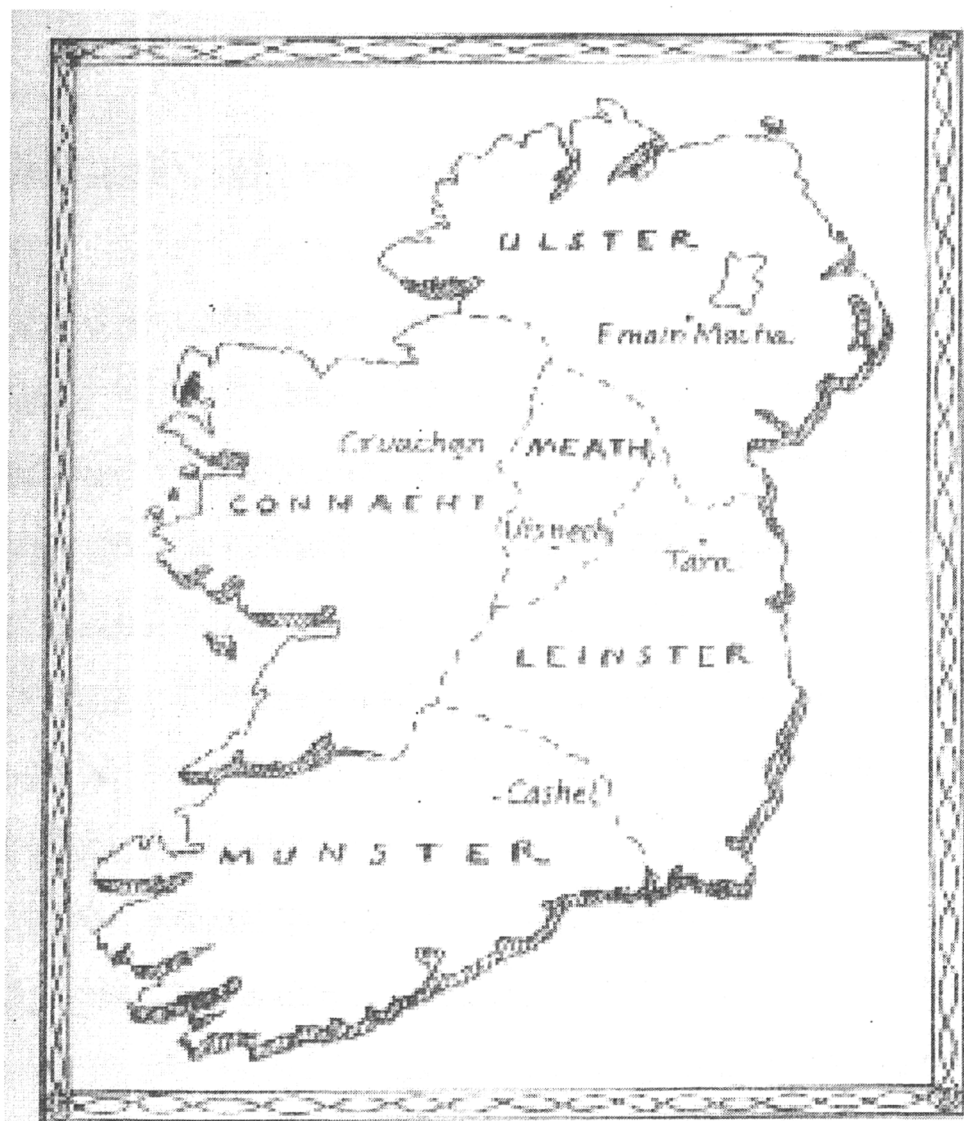 ULSTER
Emain Macha.
Cruachan
MEATH
CONNACHT
Uisnech
Tara
LEINSTER
Cashel
MUNSTER